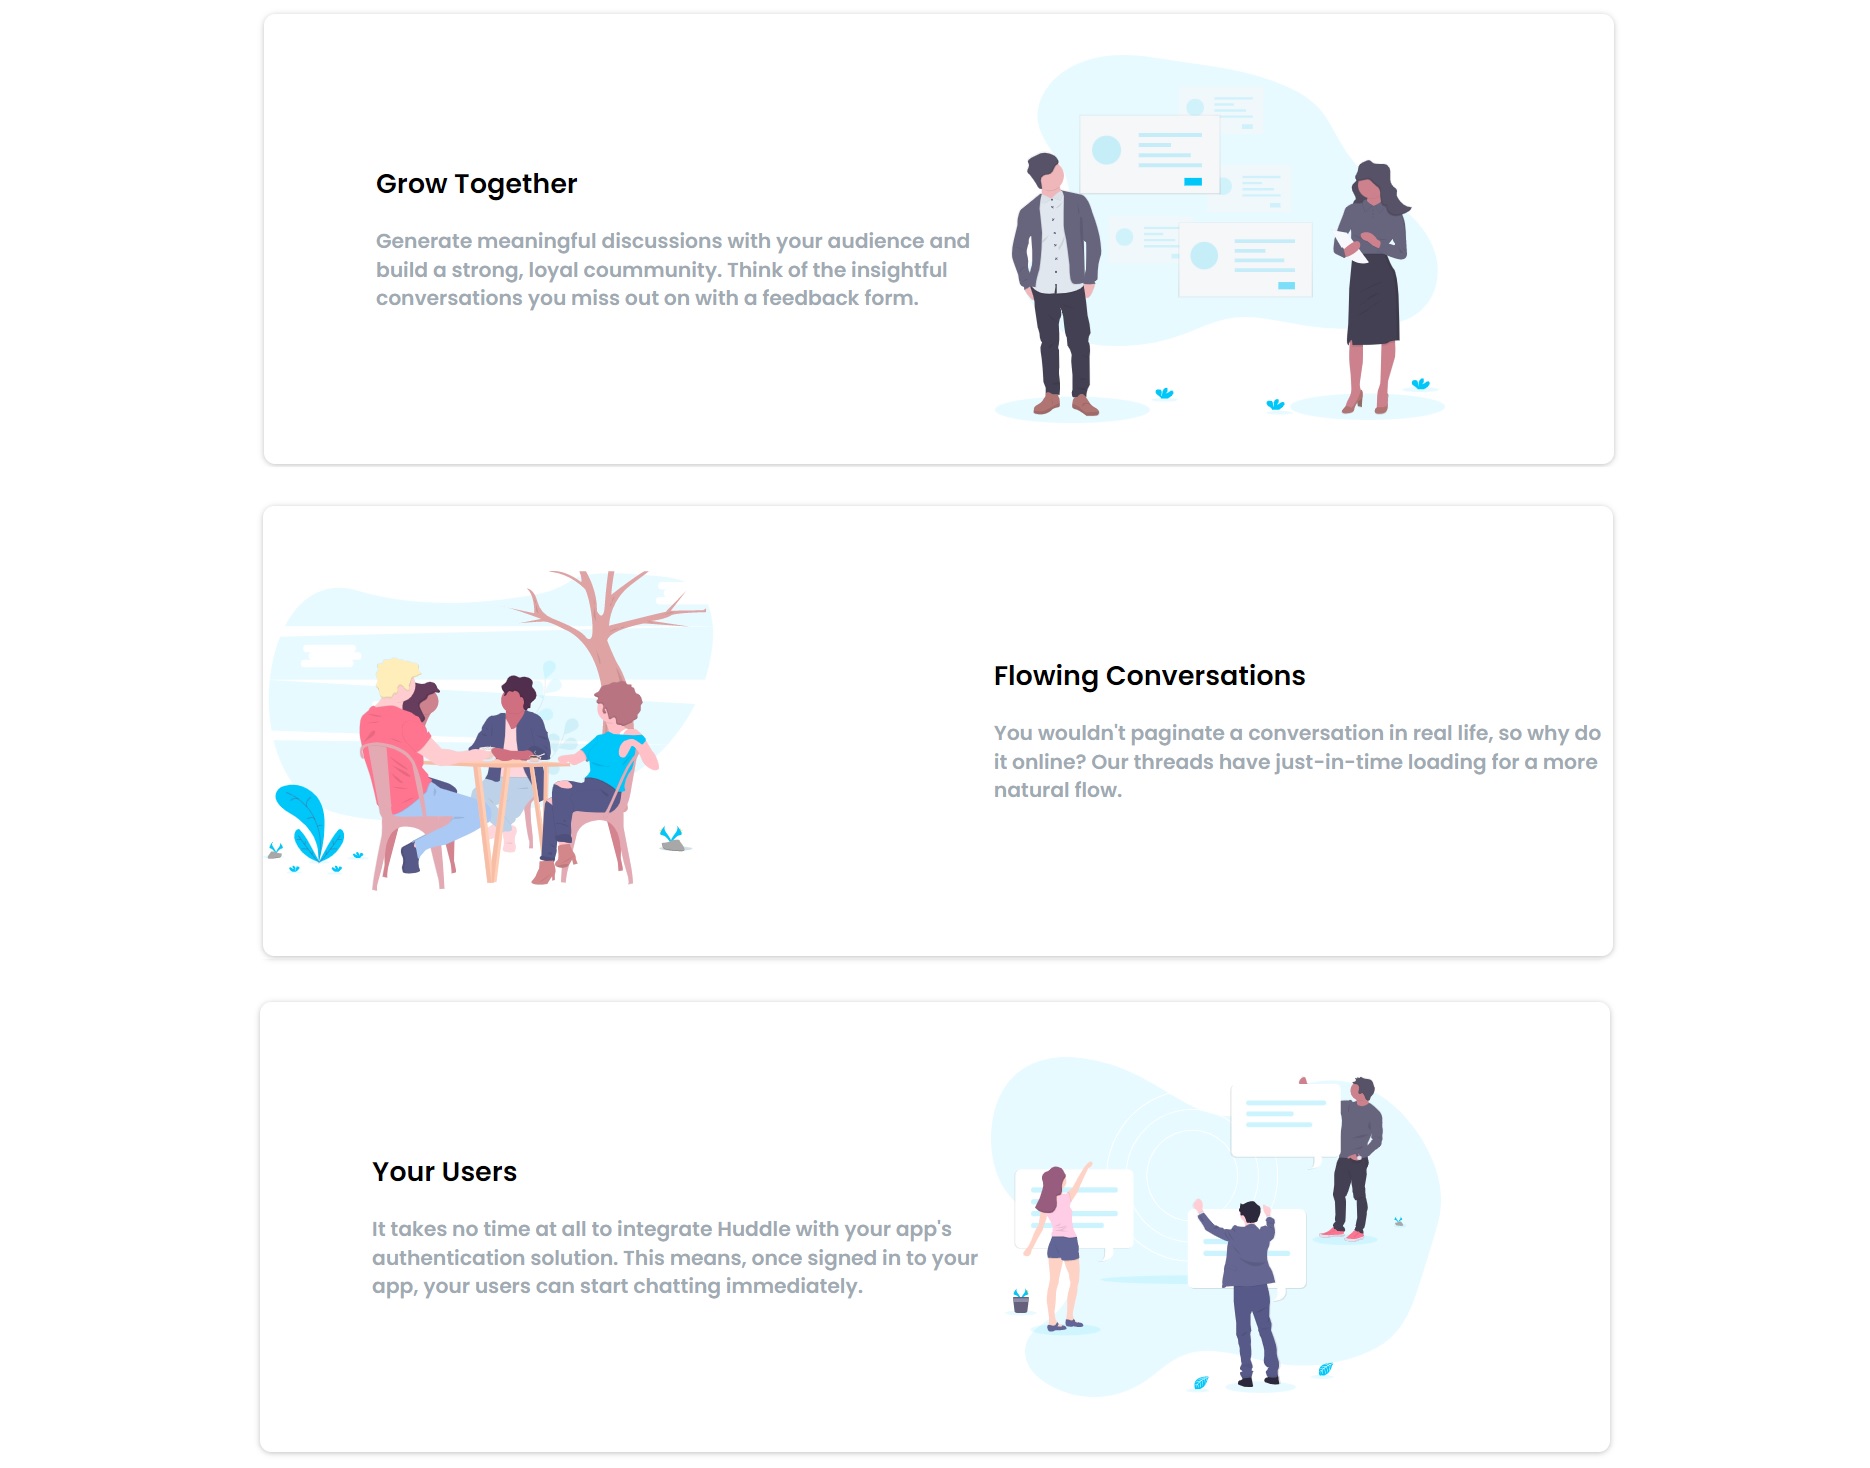 Grow Together
Generate meaningful discussions with your audience and
build a strong, loyal coummunity. Think of the insightful
conversations you miss out on with a feedback form.
Flowing Conversations
You wouldn't paginate a conversation in real life, so why do
it online? Our threads have just-in-time loading for a more
natural flow.
Your Users
It takes no time at all to integrate Huddle with your app's
authentication solution. This means, once signed in to your
app, your users can start chatting immediately.